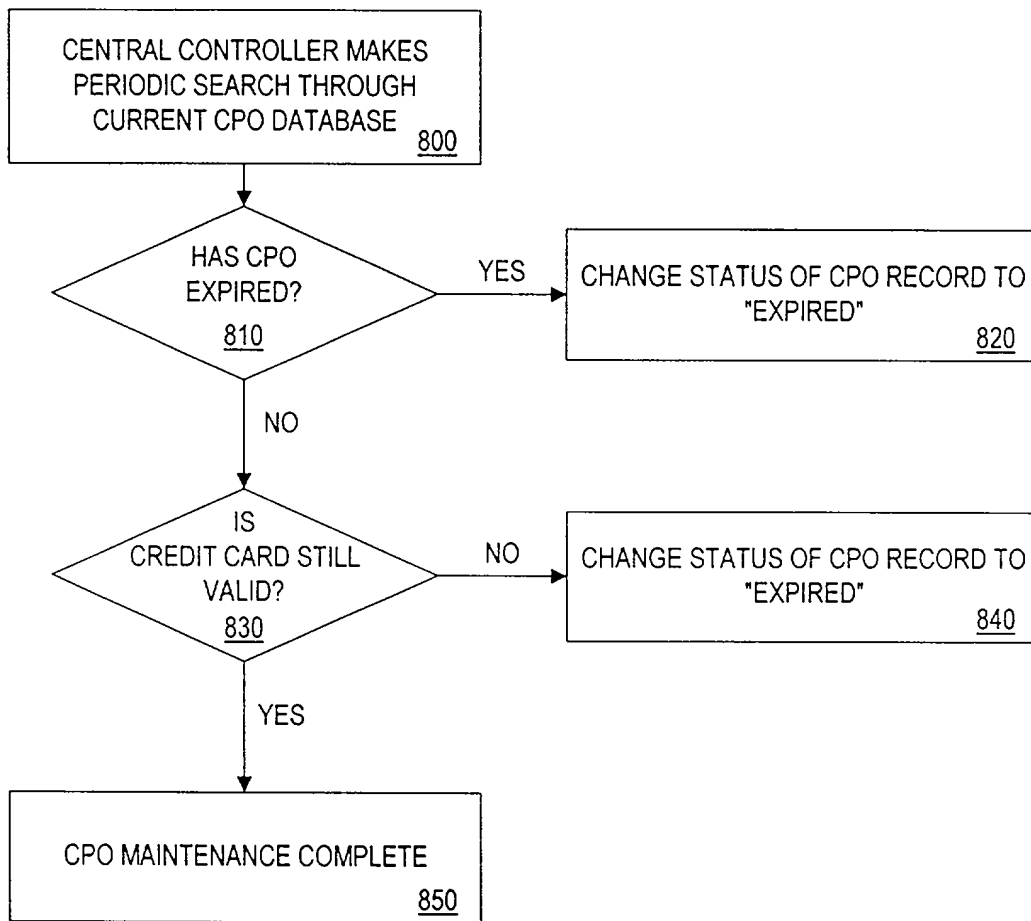 CENTRAL CONTROLLER MAKES
PERIODIC SEARCH THROUGH
CURRENT CPO DATABASE
800
HAS CPO
EXPIRED?
810
YES
CHANGE STATUS OF CPO RECORD TO
"EXPIRED"
820
NO
IS
CREDIT CARD STILL
VALID?
830
NO
CHANGE STATUS OF CPO RECORD TO
"EXPIRED"
840
YES
CPO MAINTENANCE COMPLETE
850